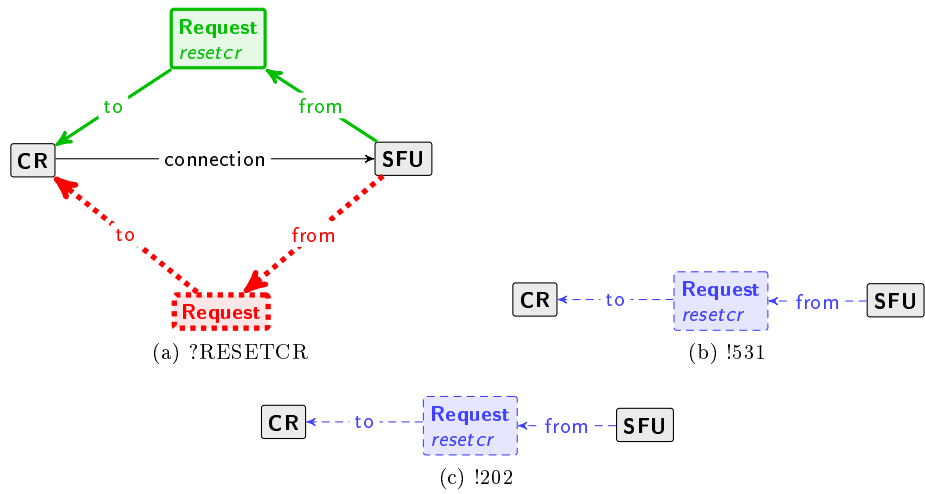 Request
resetcr
to
from
CR
connection
SFU
to
from
Request
(a) ?RESETCR
CR
to
Request
resetcr
from
SFU
(b) !531
CR
to
Request
resetcr
from
SFU
(c) !202